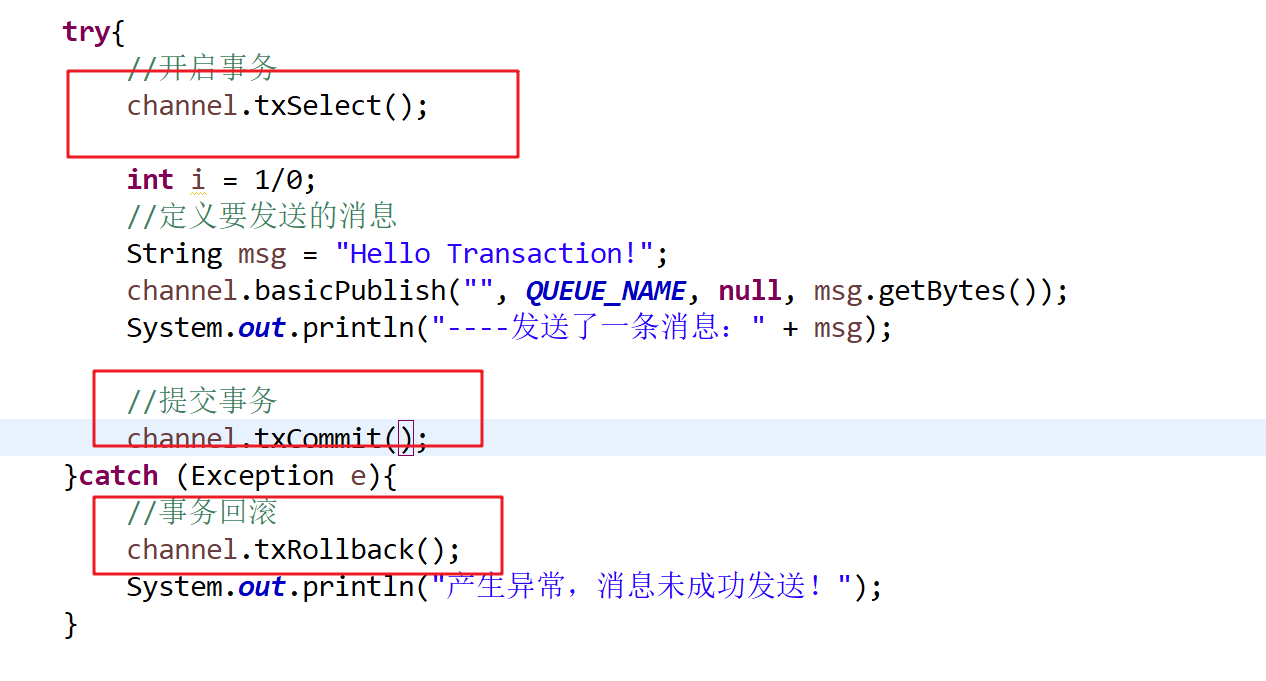 try{
//开启事务
channel.txSelect();
int i = 1/0;
//定义要发送的消息
String msg = "Hello Transaction!";
channel.basicPublish("", QUEUE_NAME, null, msg.getBytes());
System.out.println("----发送了一条消息：" + msg);
//提交事务
channel.txCommit();
}catch (Exception e){
//事务回滚
channel.txRollback();
System.out.println("产生异常，消息未成功发送！");
}